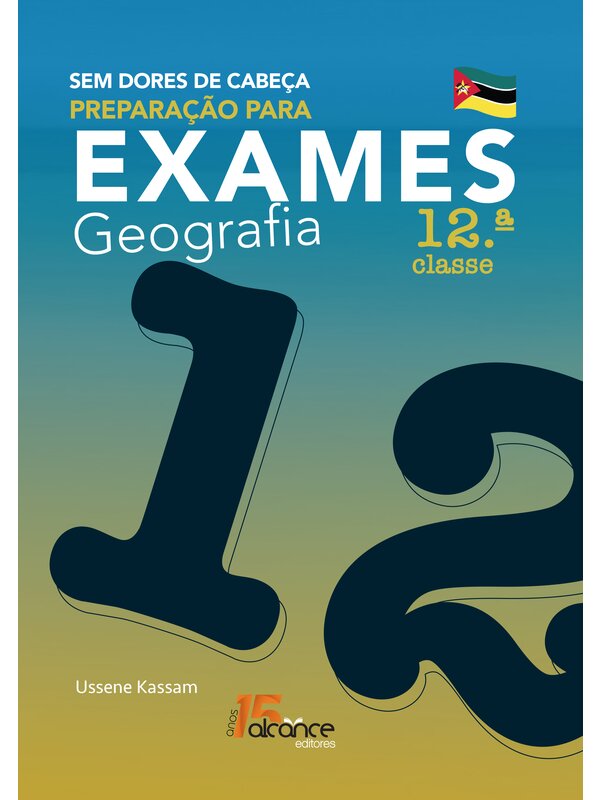 SEM DORES DE CABEÇA
PREPARAÇÃO PARA
EXAMES
Geografia
12.ª
classe
12
Ussene Kassam
15 anos
alcance
editores